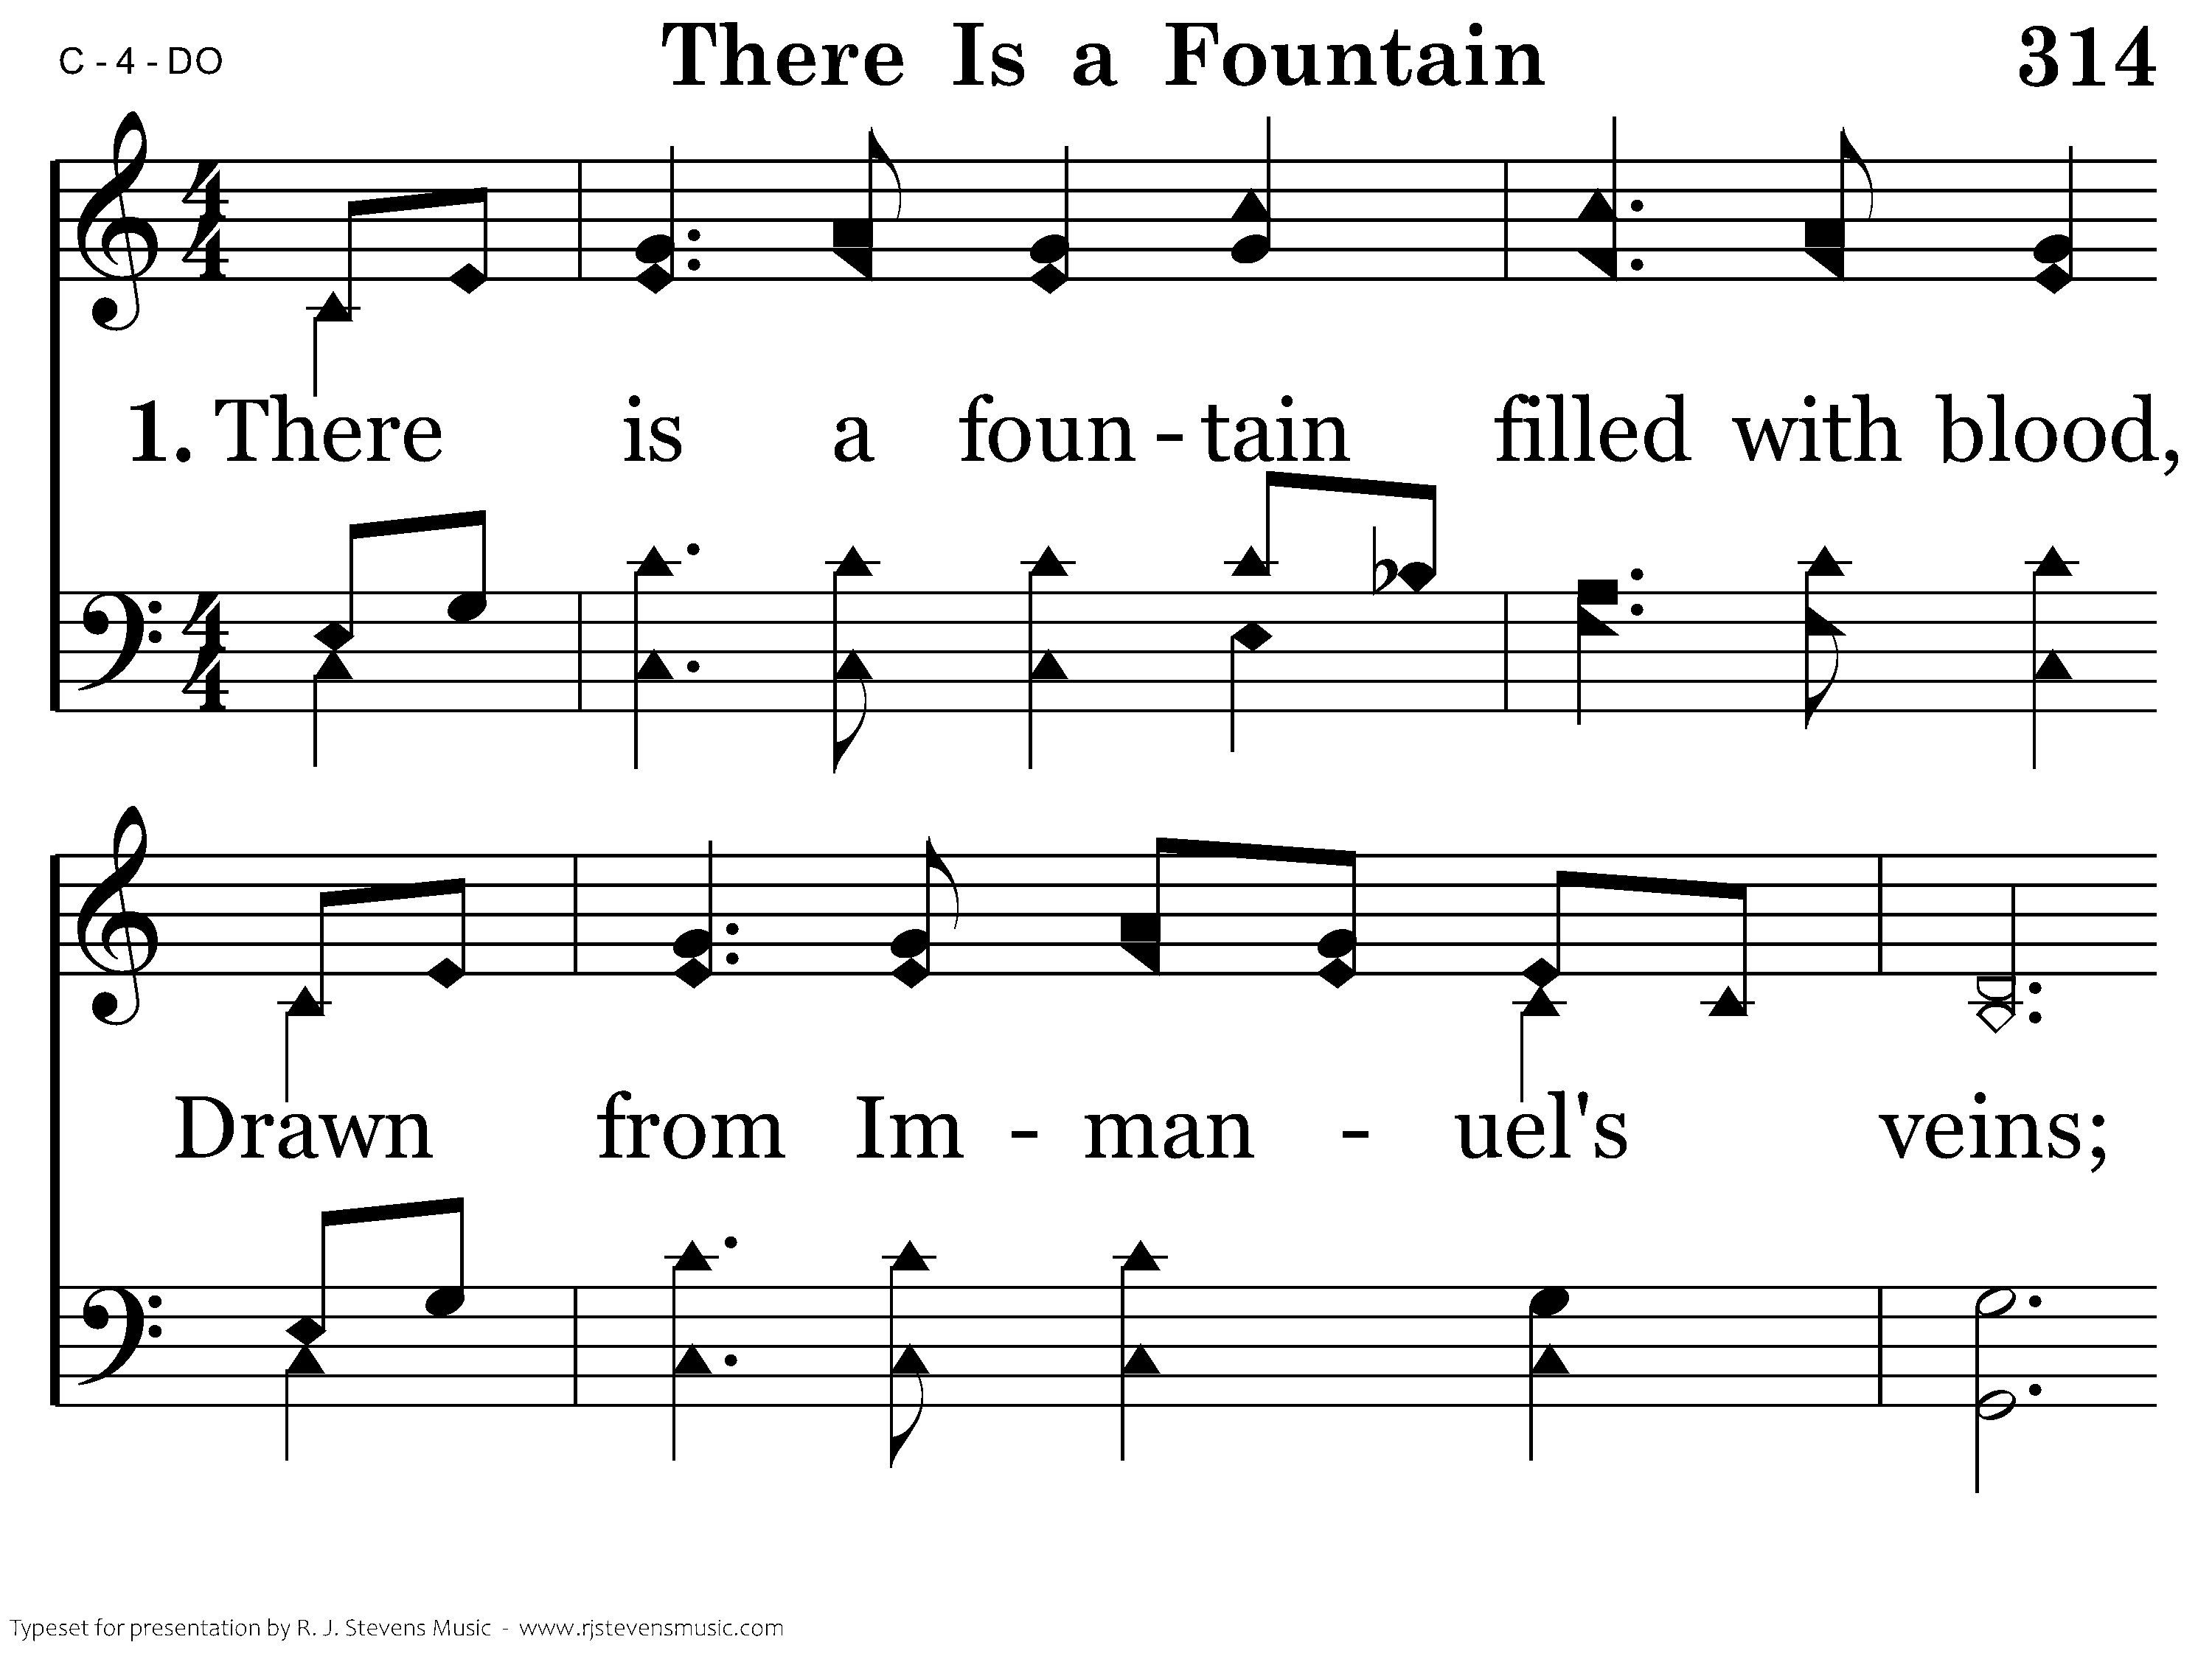 C - 4 - DO There Is a Fountain 314
1. There is a foun - tain filled with blood,
Drawn from Im - man - uel's veins;
Typeset for presentation by R. J. Stevens Music - www.rjstevensmusic.com